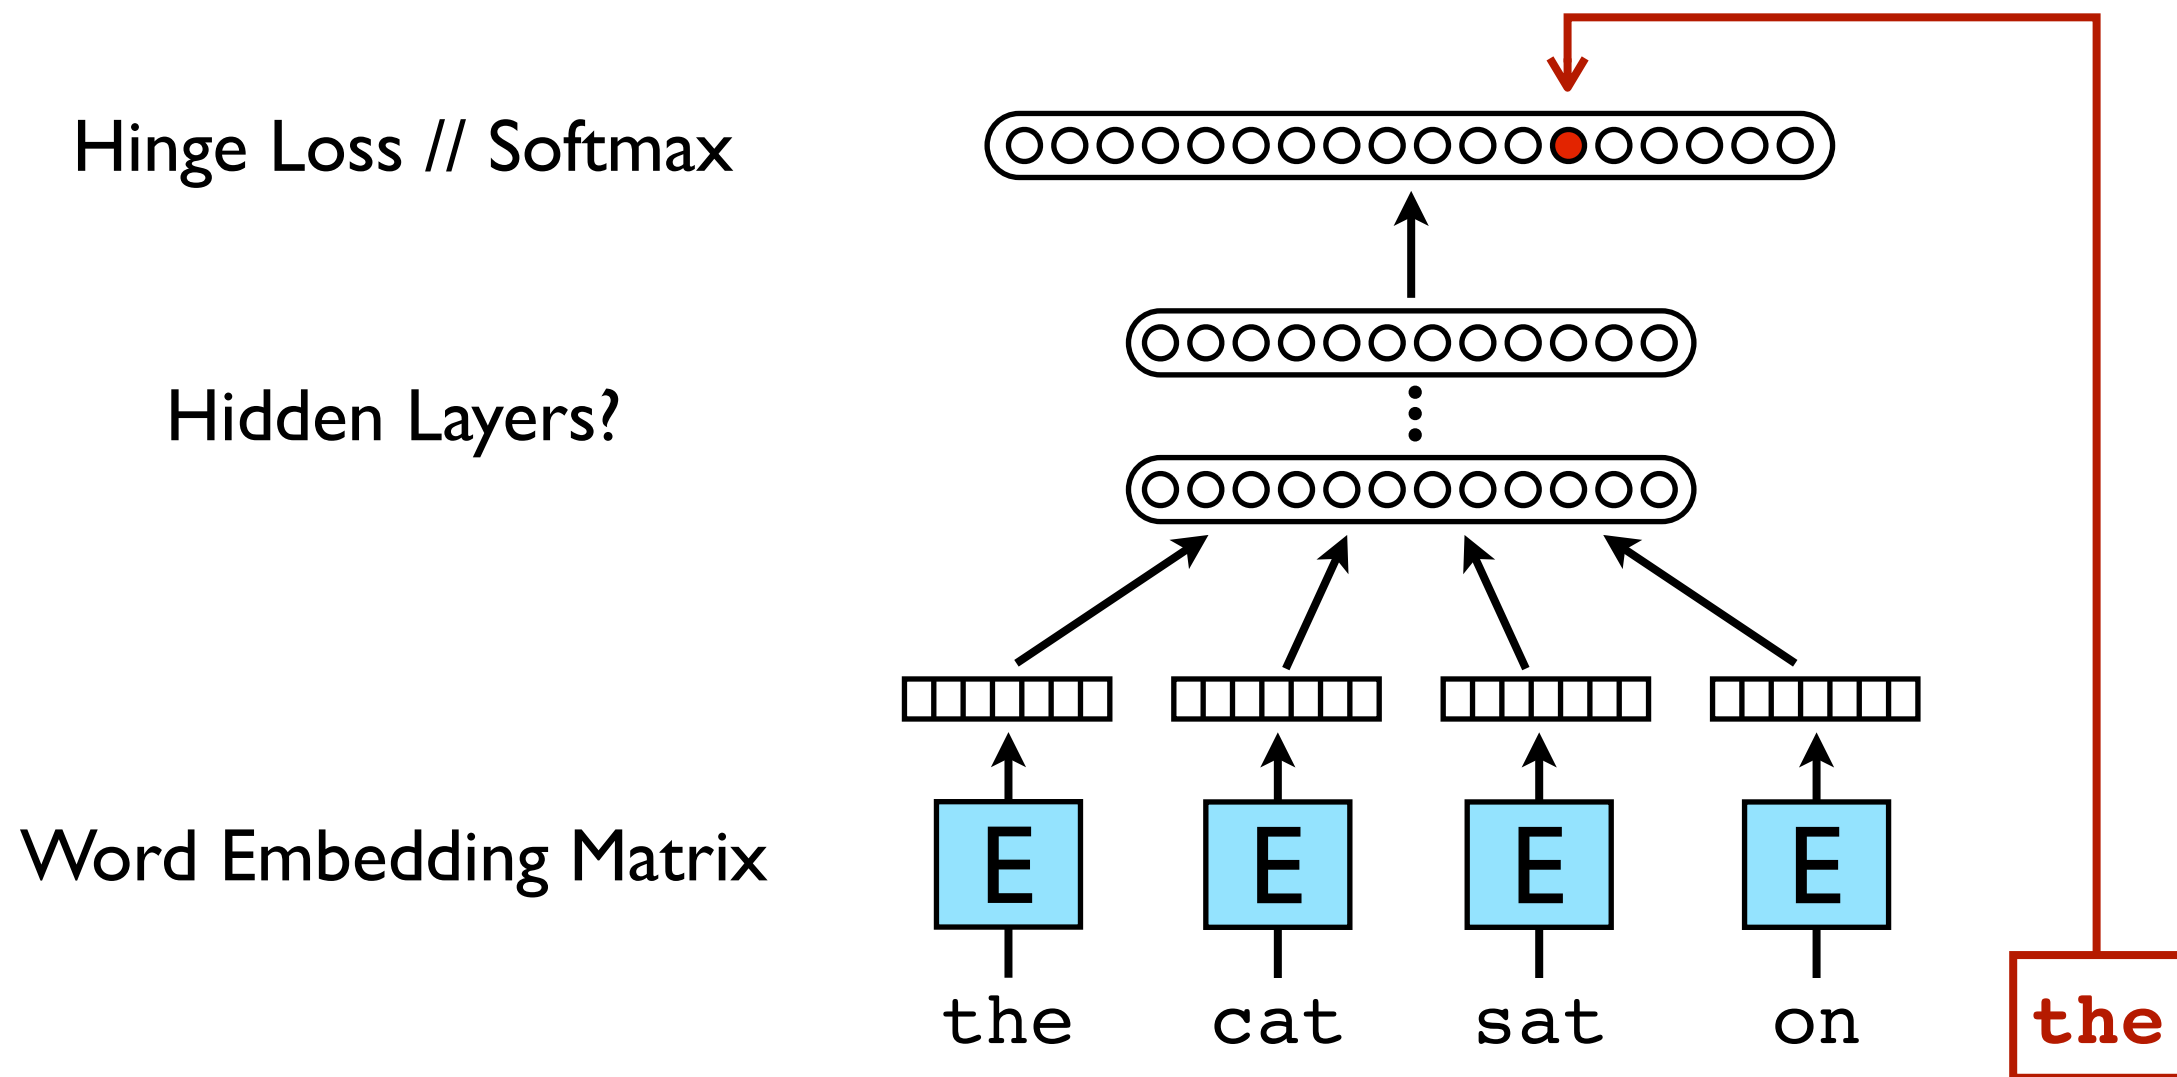 Hinge Loss // Softmax
Hidden Layers?
Word Embedding Matrix
E E E E
the cat sat on the